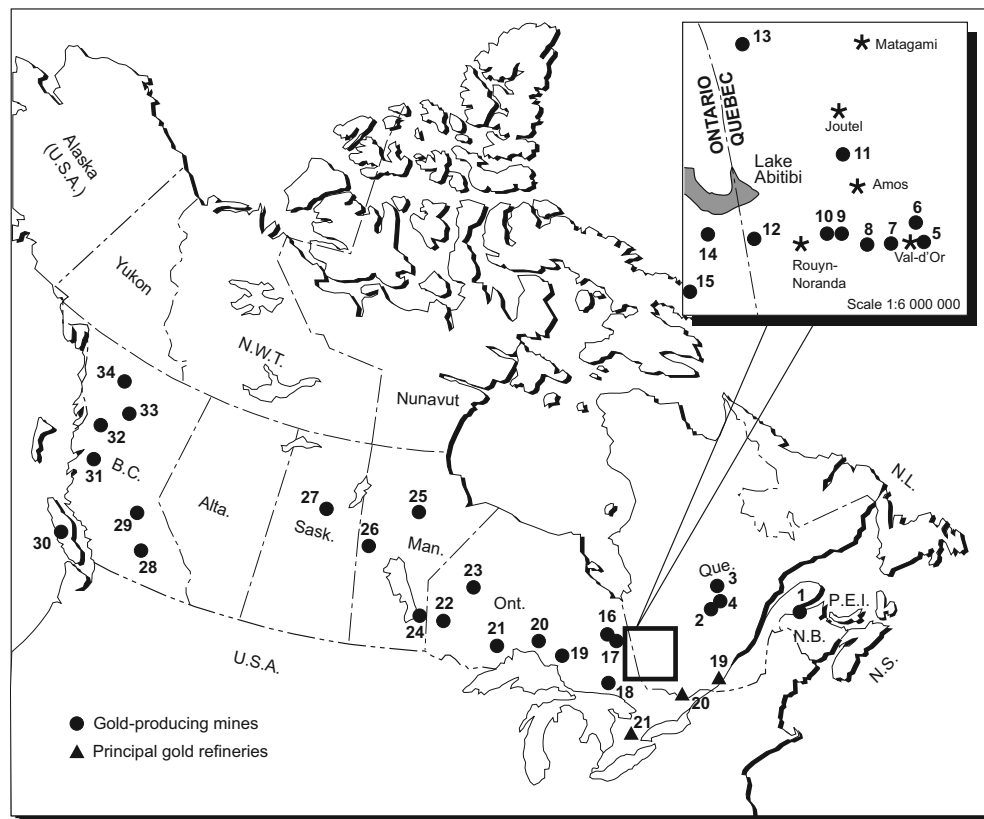 13
Matagami
ONTARIO
QUEBEC
Joutel
11
Lake
Abitibi
Amos
6
12
10
9
8
7
5
14
Val-d'Or
Rouyn-
Noranda
15
Scale 1:6 000 000
Alaska
(U.S.A.)
Yukon
N.W.T.
Nunavut
34
33
32
31
B.C.
Alta.
27
Sask.
25
26
Man.
29
30
28
N.L.
23
Que.
3
4
2
1
P.E.I.
N.B.
N.S.
Ont.
16
22
24
21
20
19
17
18
19
20
21
U.S.A.
Gold-producing mines
Principal gold refineries